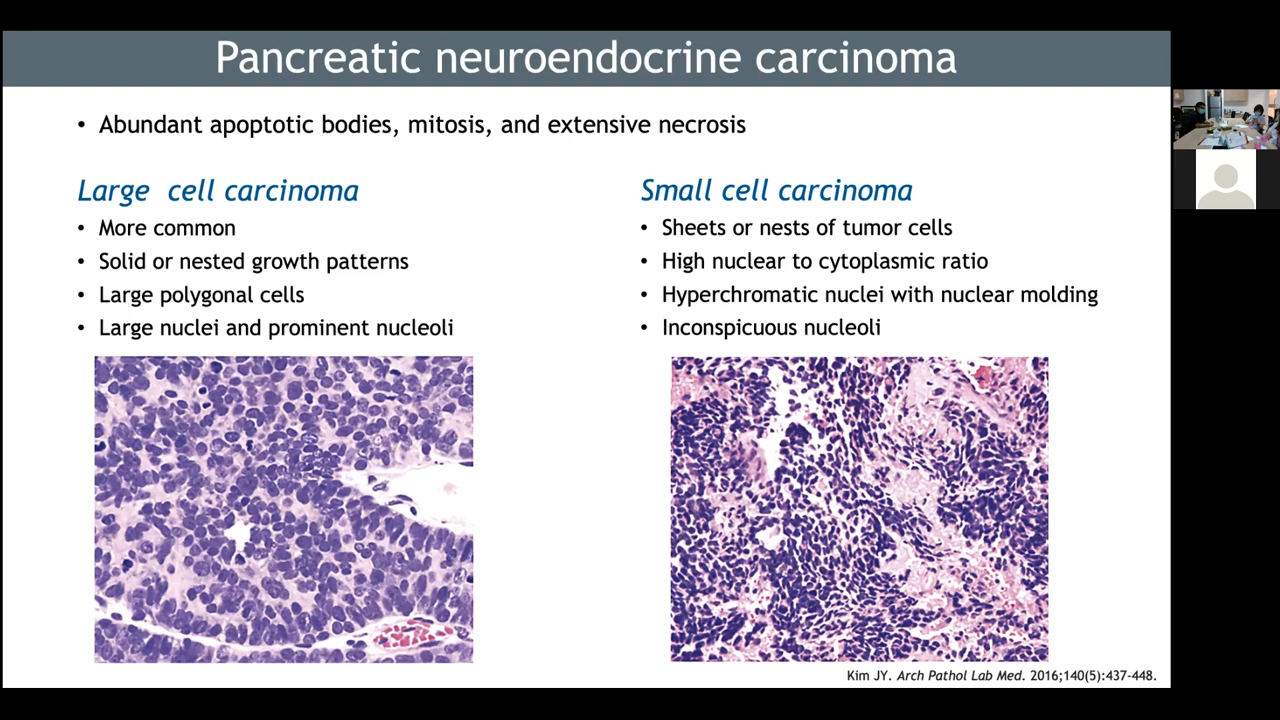 Pancreatic neuroendocrine carcinoma
• Abundant apoptotic bodies, mitosis, and extensive necrosis
Large cell carcinoma
• More common
• Solid or nested growth patterns
• Large polygonal cells
• Large nuclei and prominent nucleoli
Small cell carcinoma
• Sheets or nests of tumor cells
• High nuclear to cytoplasmic ratio
• Hyperchromatic nuclei with nuclear molding
• Inconspicuous nucleoli
Kim JY. Arch Pathol Lab Med. 2016;140(5):437-448.